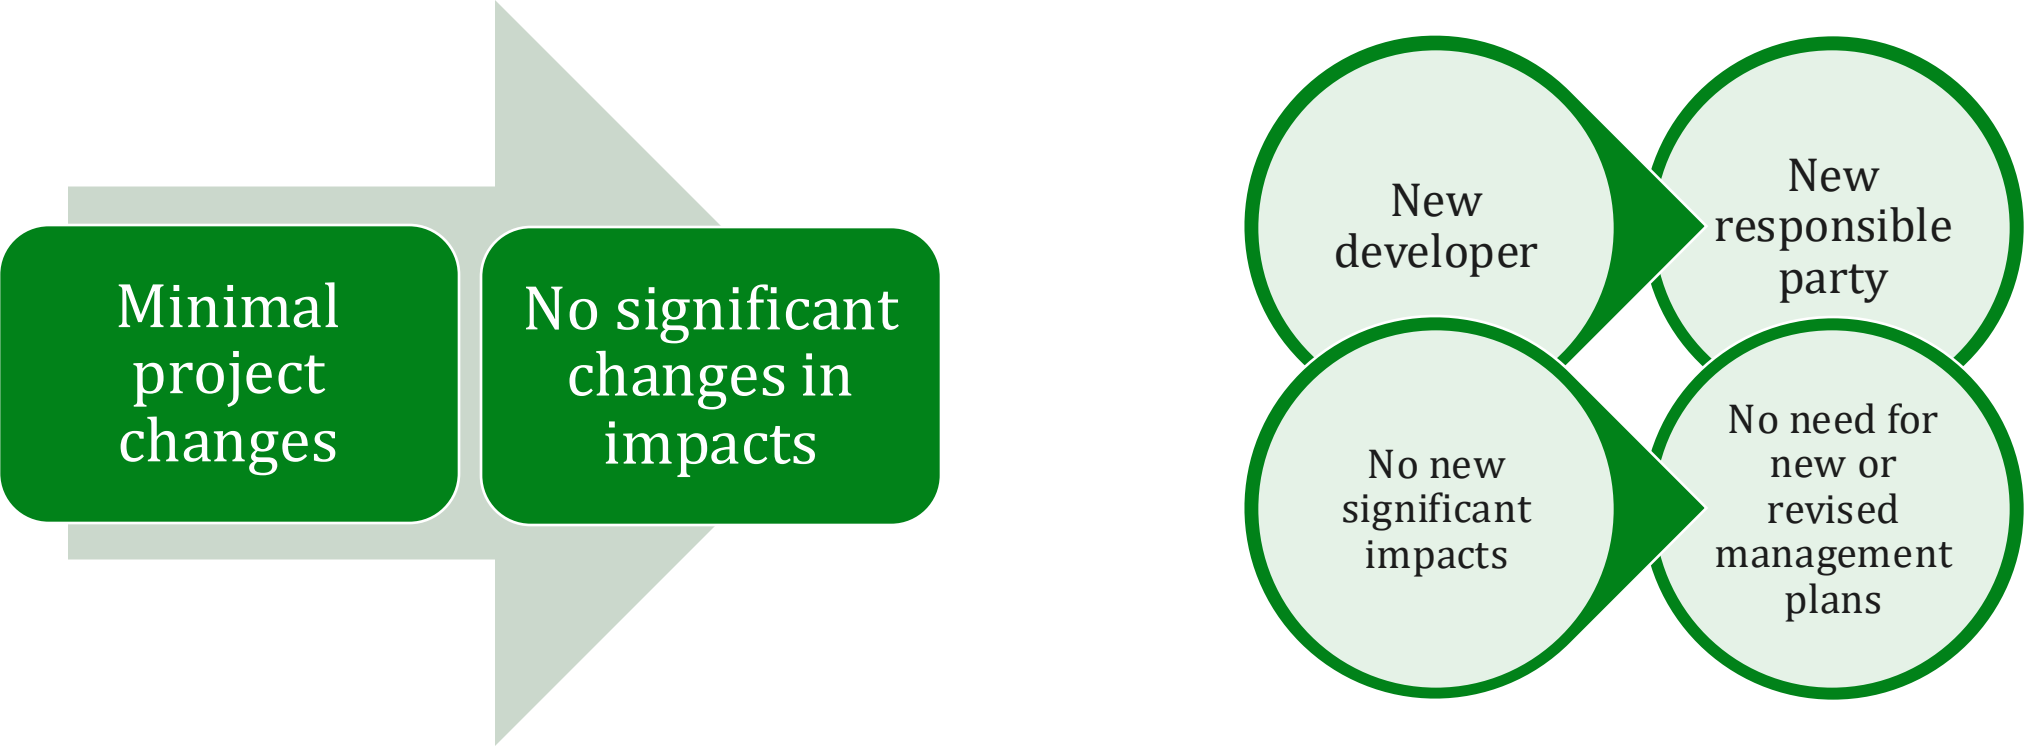 Minimal
project
changes
No significant
changes in
impacts
New
developer
New
responsible
party
No new
significant
impacts
No need for
new or
revised
management
plans